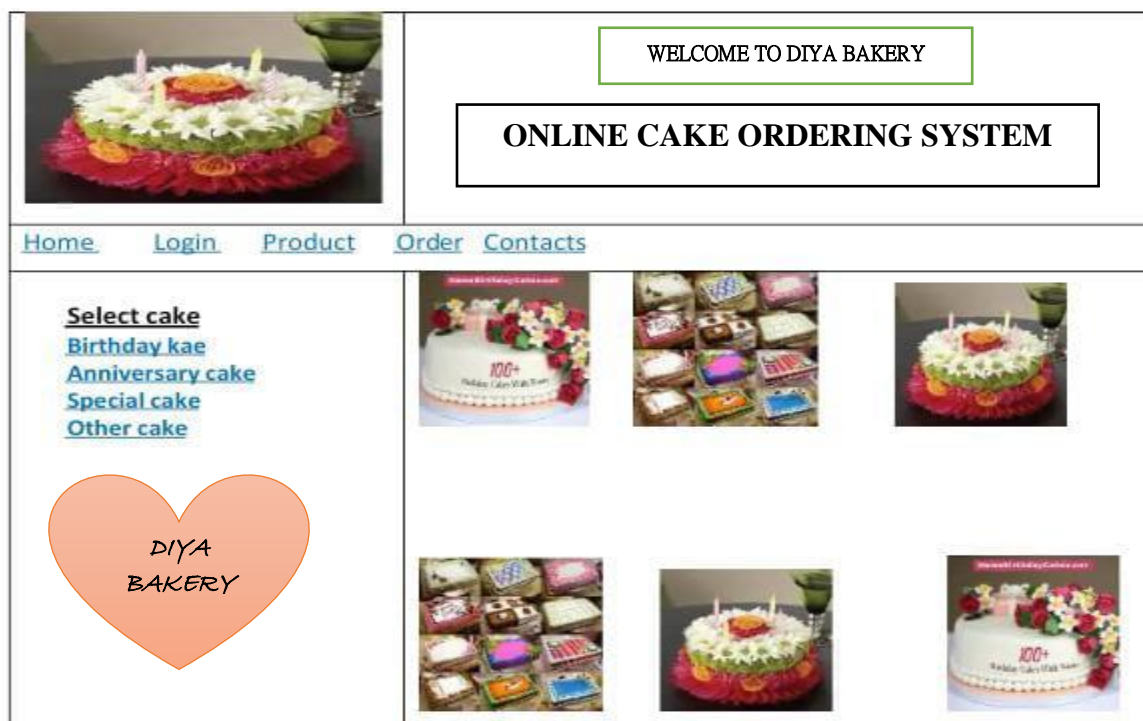 WELCOME TO DIYA BAKERY
ONLINE CAKE ORDERING SYSTEM
Home Login Product Order Contacts
Select cake
Birthday kae
Anniversary cake
Special cake
Other cake
DIYA
BAKERY
100+
100+